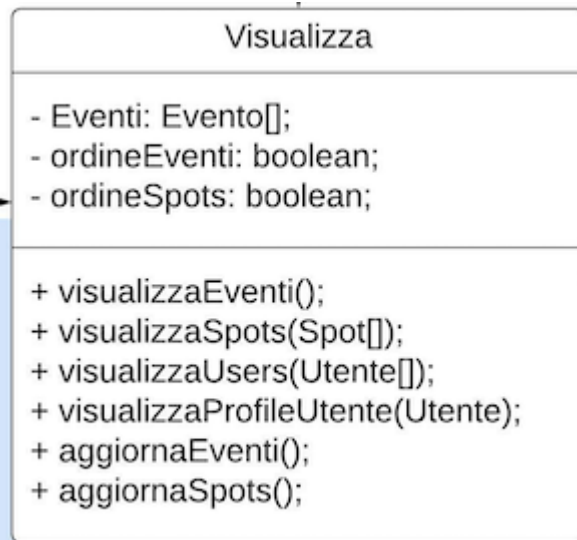 Visualizza
- Eventi: Evento[];
- ordineEventi: boolean;
- ordineSpots: boolean;
+ visualizzaEventi();
+ visualizzaSpots(Spot[]);
+ visualizzaUsers(Utente[]);
+ visualizzaProfileUtente(Utente);
+ aggiornaEventi();
+ aggiornaSpots();